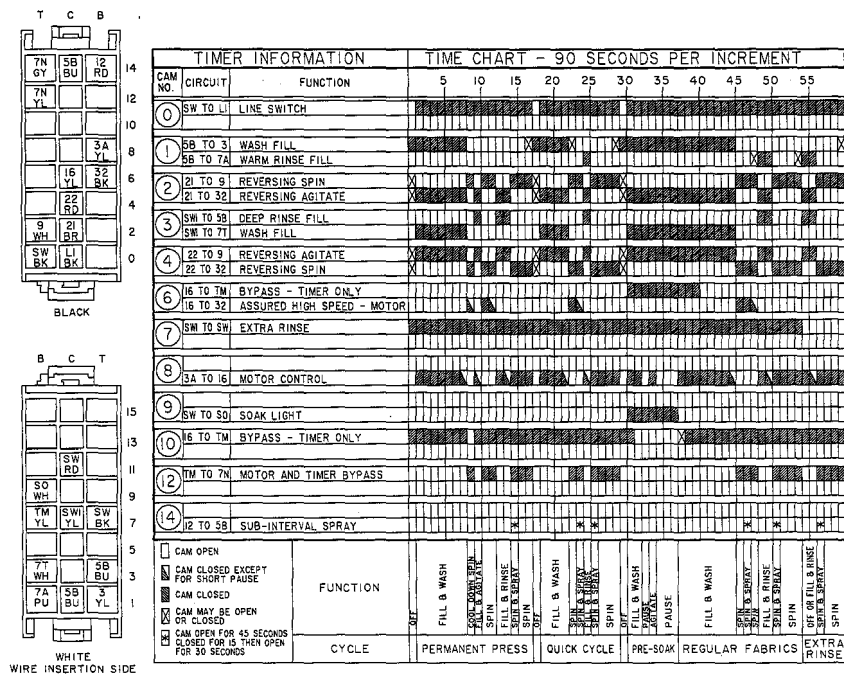 T C B
7N GY 5B BU 12 RD 14
7N YL 12
10
3A YL 8
16 YL 32 BK 6
22 RD 4
9 WH 21 BR 2
SW BK L1 BK 0
BLACK
B C T
15
13
SW RD 11
SO WH 9
TM YL SW1 YL SW BK 7
5
7T WH 5B BU 3
7A PU 5B BU 3 YL 1
WHITE
WIRE INSERTION SIDE
TIMER INFORMATION TIME CHART - 90 SECONDS PER INCREMENT
CAM NO. CIRCUIT FUNCTION 5 10 15 20 25 30 35 40 45 50 55
0 SW TO L1 LINE SWITCH
1 5B TO 3 WASH FILL
5B TO 7A WARM RINSE FILL
2 21 TO 9 REVERSING SPIN
21 TO 32 REVERSING AGITATE
3 SW1 TO 5B DEEP RINSE FILL
SW1 TO 7T WASH FILL
4 22 TO 9 REVERSING AGITATE
22 TO 32 REVERSING SPIN
6 16 TO TM BYPASS - TIMER ONLY
16 TO 32 ASSURED HIGH SPEED - MOTOR
7 SW1 TO SW EXTRA RINSE
8 3A TO 16 MOTOR CONTROL
9 SW TO SO SOAK LIGHT
10 16 TO TM BYPASS - TIMER ONLY
12 TM TO 7N MOTOR AND TIMER BYPASS
14 12 TO 5B SUB-INTERVAL SPRAY * * * * * *
CAM OPEN
CAM CLOSED EXCEPT
FOR SHORT PAUSE
CAM CLOSED
CAM MAY BE OPEN
OR CLOSED
* CAM OPEN FOR 45 SECONDS
CLOSED FOR 15 THEN OPEN
FOR 30 SECONDS
FUNCTION
OFF
FILL & WASH
COOL DOWN SPIN
FILL & AGITATE
SPIN
FILL & RINSE
SPIN & SPRAY
SPIN
OFF
FILL & WASH
SPIN
SPIN & SPRAY
SPIN
FILL & RINSE
SPIN & SPRAY
SPIN
OFF
FILL & WASH
PAUSE
AGITATE
PAUSE
FILL & WASH
SPIN
SPIN & SPRAY
SPIN
FILL & RINSE
SPIN & SPRAY
SPIN
OFF OR FILL & RINSE
SPIN & SPRAY
SPIN
CYCLE PERMANENT PRESS QUICK CYCLE PRE-SOAK REGULAR FABRICS EXTRA RINSE